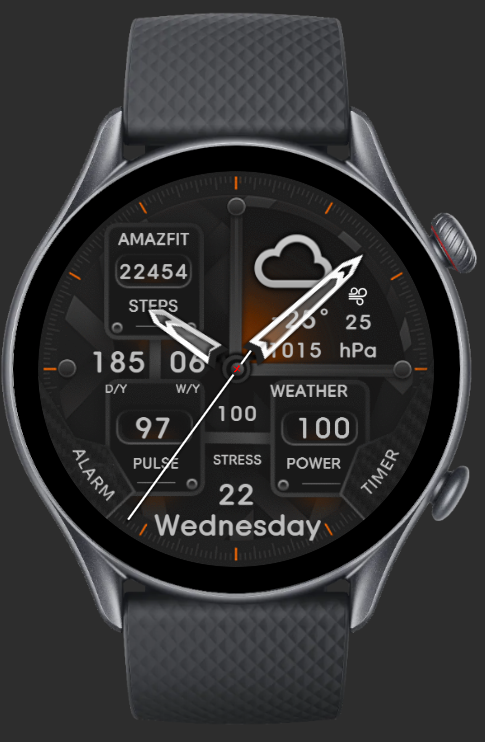 AMAZFIT
22454
STEPS
25°
25
1015 hPa
185 06
D/Y W/Y
WEATHER
100
97
100
PULSE
STRESS
POWER
ALARM
TIMER
22
Wednesday